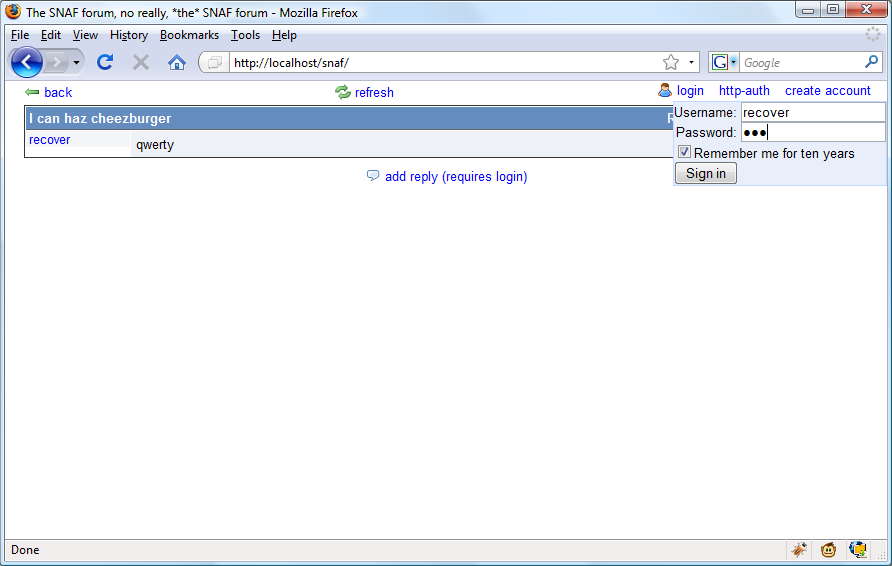 The SNAF forum, no really, *the* SNAF forum - Mozilla Firefox
File Edit View History Bookmarks Tools Help
http://localhost/snaf/ G Google
back refresh login http-auth create account
I can haz cheezburger R
Username: recover
Password: ●●●
recover qwerty
Remember me for ten years
Sign in
add reply (requires login)
Done